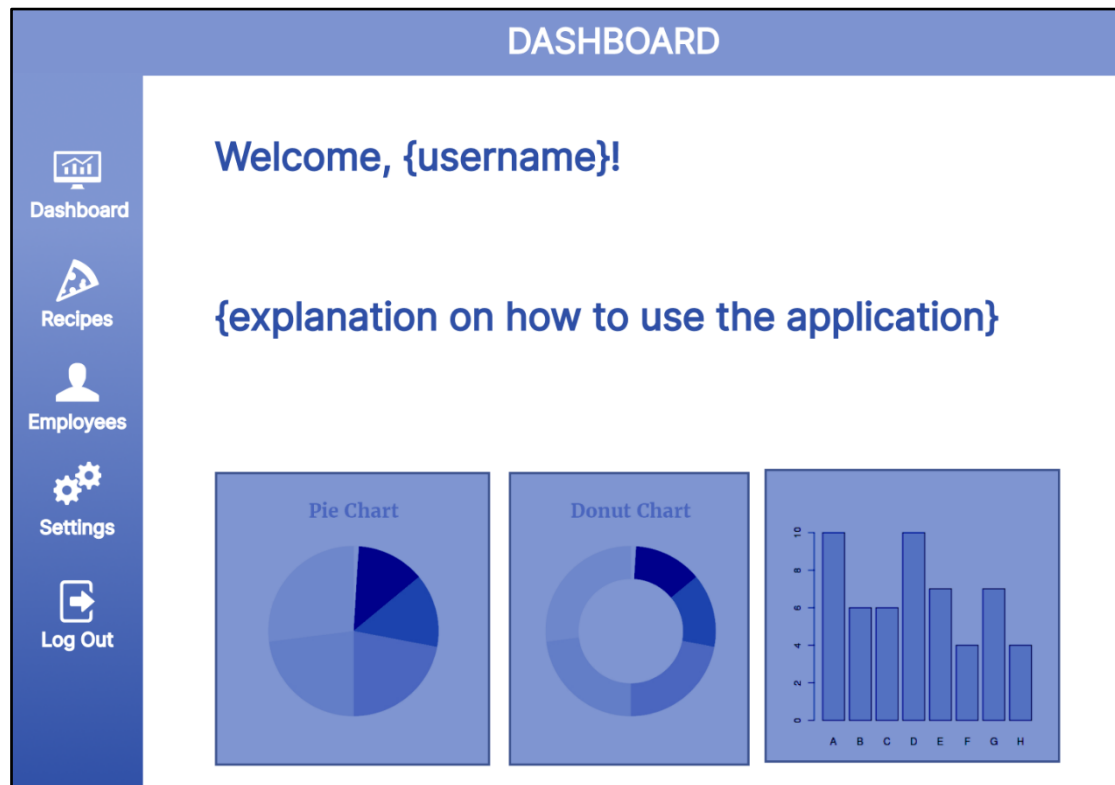 DASHBOARD
Dashboard
Recipes
Employees
Settings
Log Out
Welcome, {username}!
{explanation on how to use the application}
Pie Chart
Donut Chart
10
8
6
4
2
0
A B C D E F G H